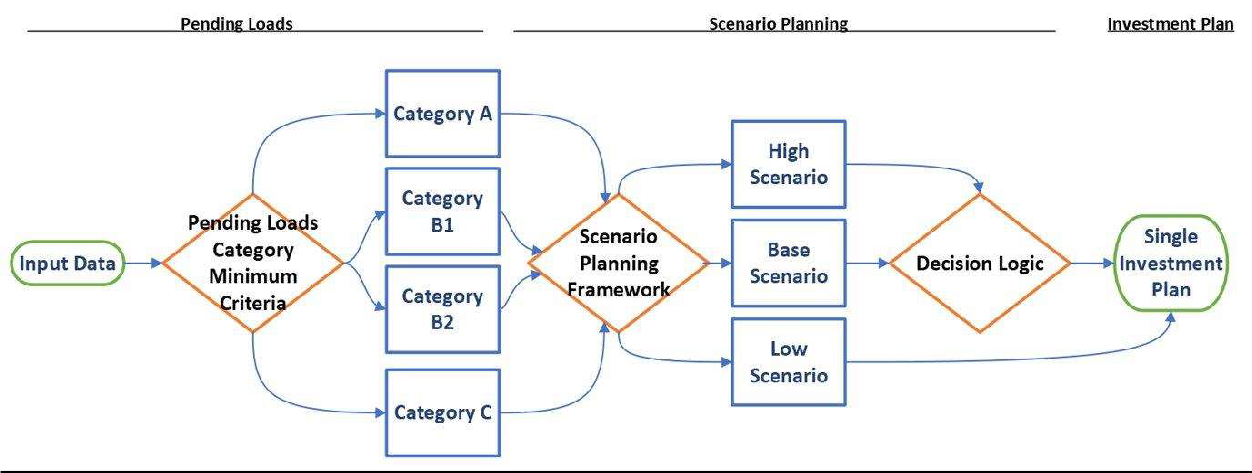 Pending Loads
Scenario Planning
Investment Plan
Input Data
Pending Loads
Category
Minimum
Criteria
Category A
Category
B1
Category
B2
Category C
Scenario
Planning
Framework
High
Scenario
Base
Scenario
Low
Scenario
Decision Logic
Single
Investment
Plan